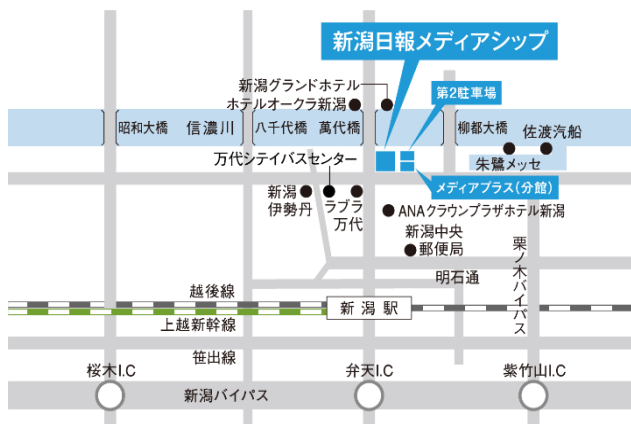 新潟日報メディアシップ
新潟グランドホテル
ホテルオークラ新潟
第2駐車場
昭和大橋
信濃川
八千代橋
萬代橋
柳都大橋
佐渡汽船
朱鷺メッセ
万代シテイバスセンター
メディアプラス(分館)
新潟
伊勢丹
ラブラ
万代
ANAクラウンプラザホテル新潟
新潟中央
郵便局
栗ノ木バイパス
明石通
越後線
新潟駅
上越新幹線
笹出線
桜木I.C
弁天I.C
紫竹山I.C
新潟バイパス